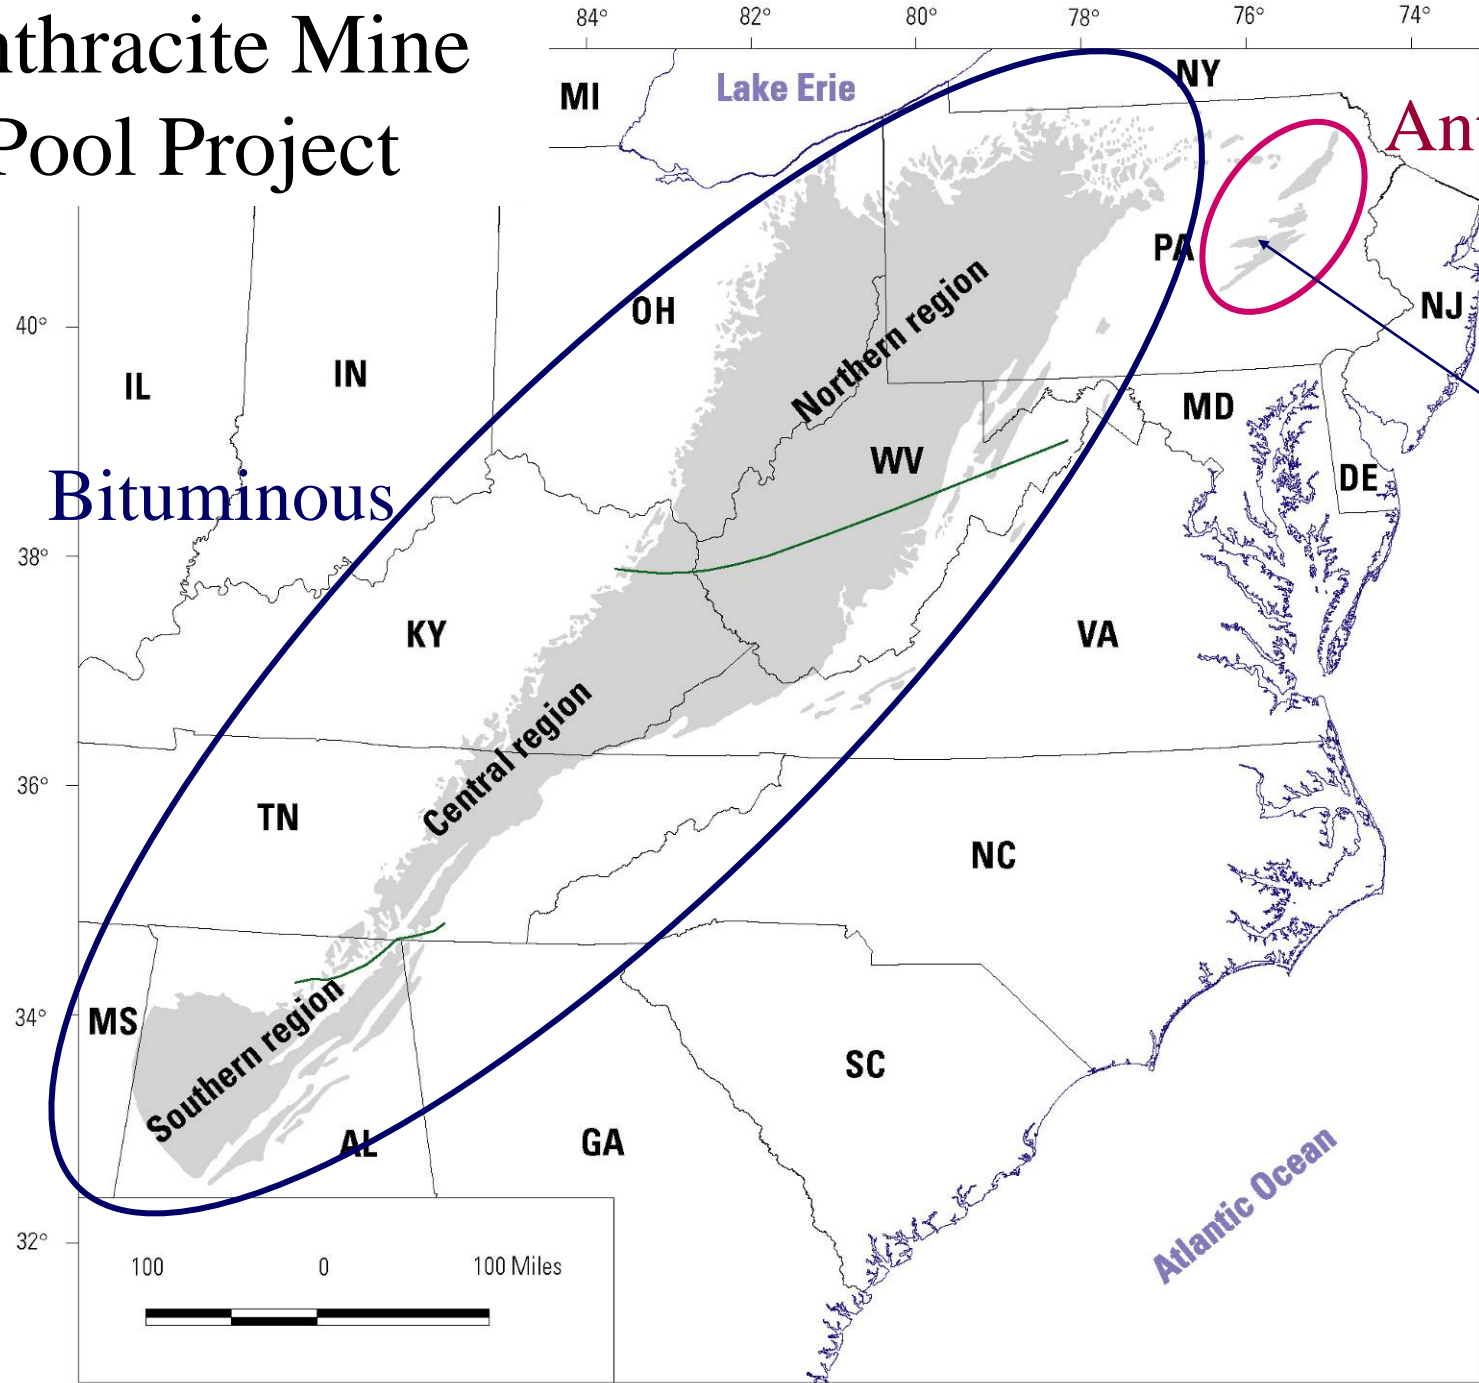 nthracite Mine
Pool Project
84°
82°
80°
78°
76°
74°
MI
Lake Erie
NY
Ant
PA
OH
NJ
40°
Northern region
IL
IN
MD
WV
DE
Bituminous
38°
KY
VA
Central region
36°
TN
NC
MS
34°
Southern region
SC
AL
GA
Atlantic Ocean
32°
100 0 100 Miles